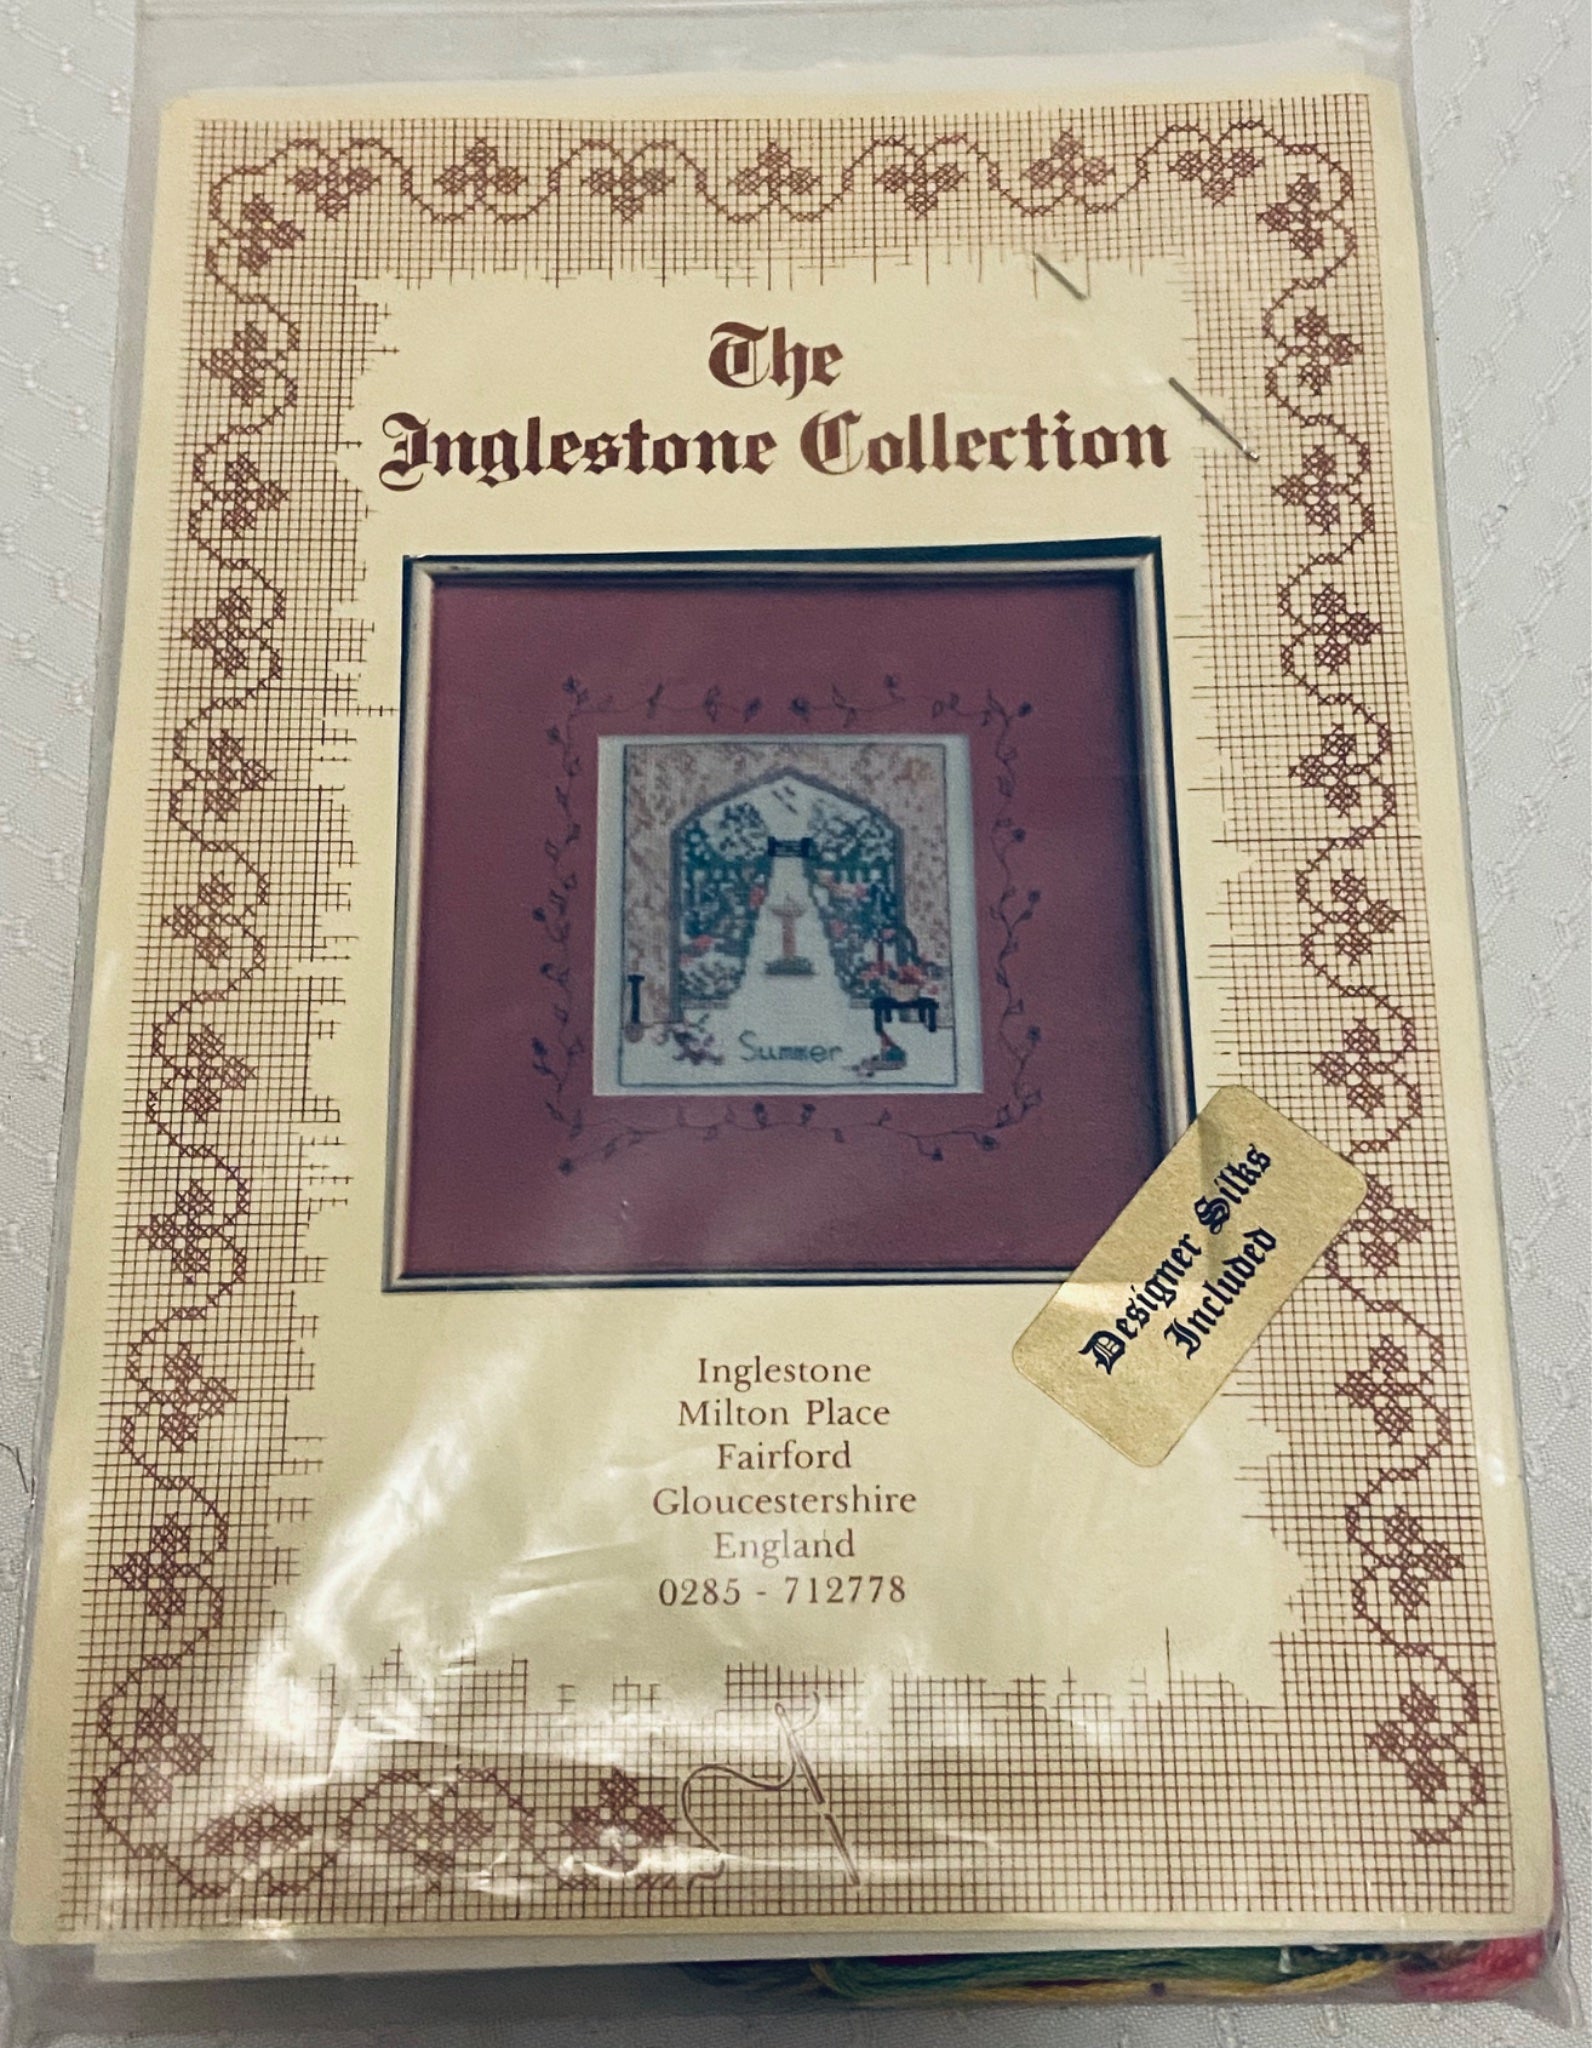 The
Inglestone Collection
Summer
Designer Silks
Included
Inglestone
Milton Place
Fairford
Gloucestershire
England
0285 - 712778